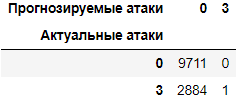 Прогнозируемые атаки 0 3
Актуальные атаки
0 9711 0
3 2884 1